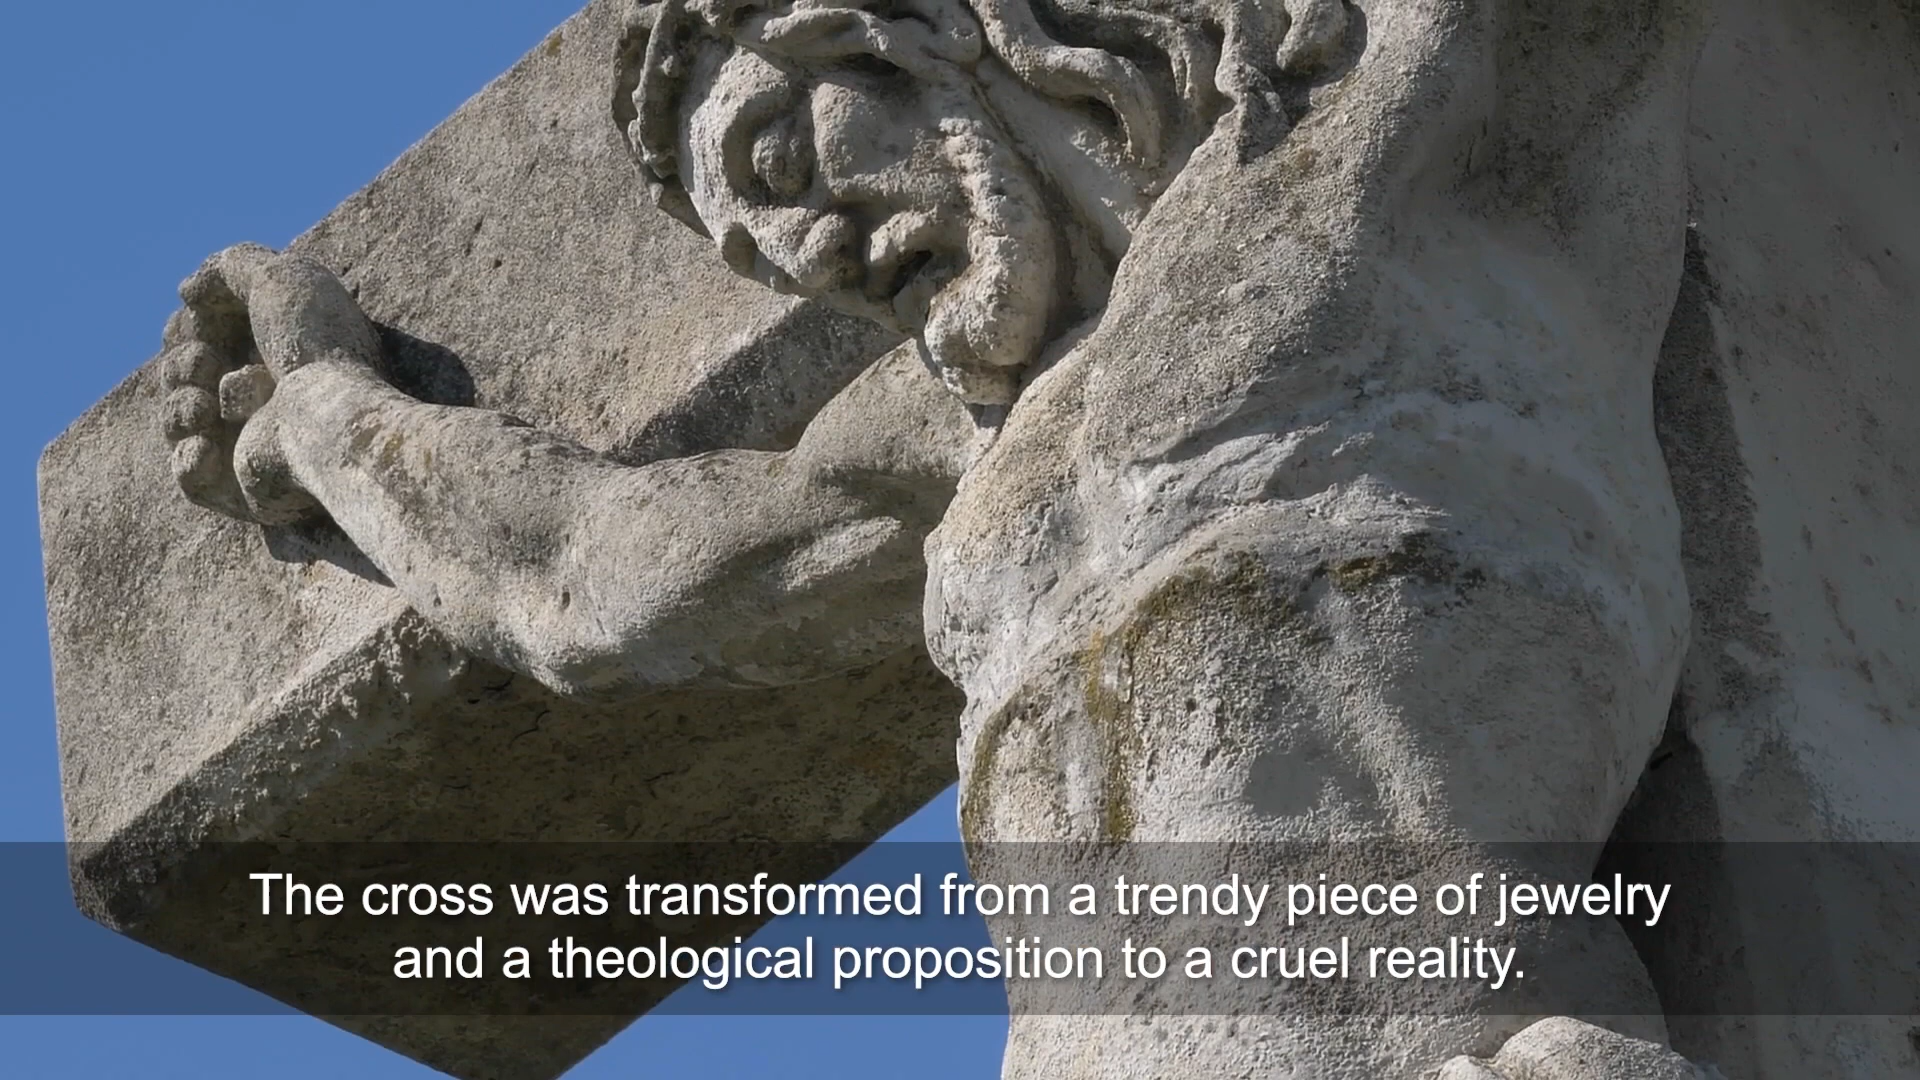 The cross was transformed from a trendy piece of jewelry
and a theological proposition to a cruel reality.